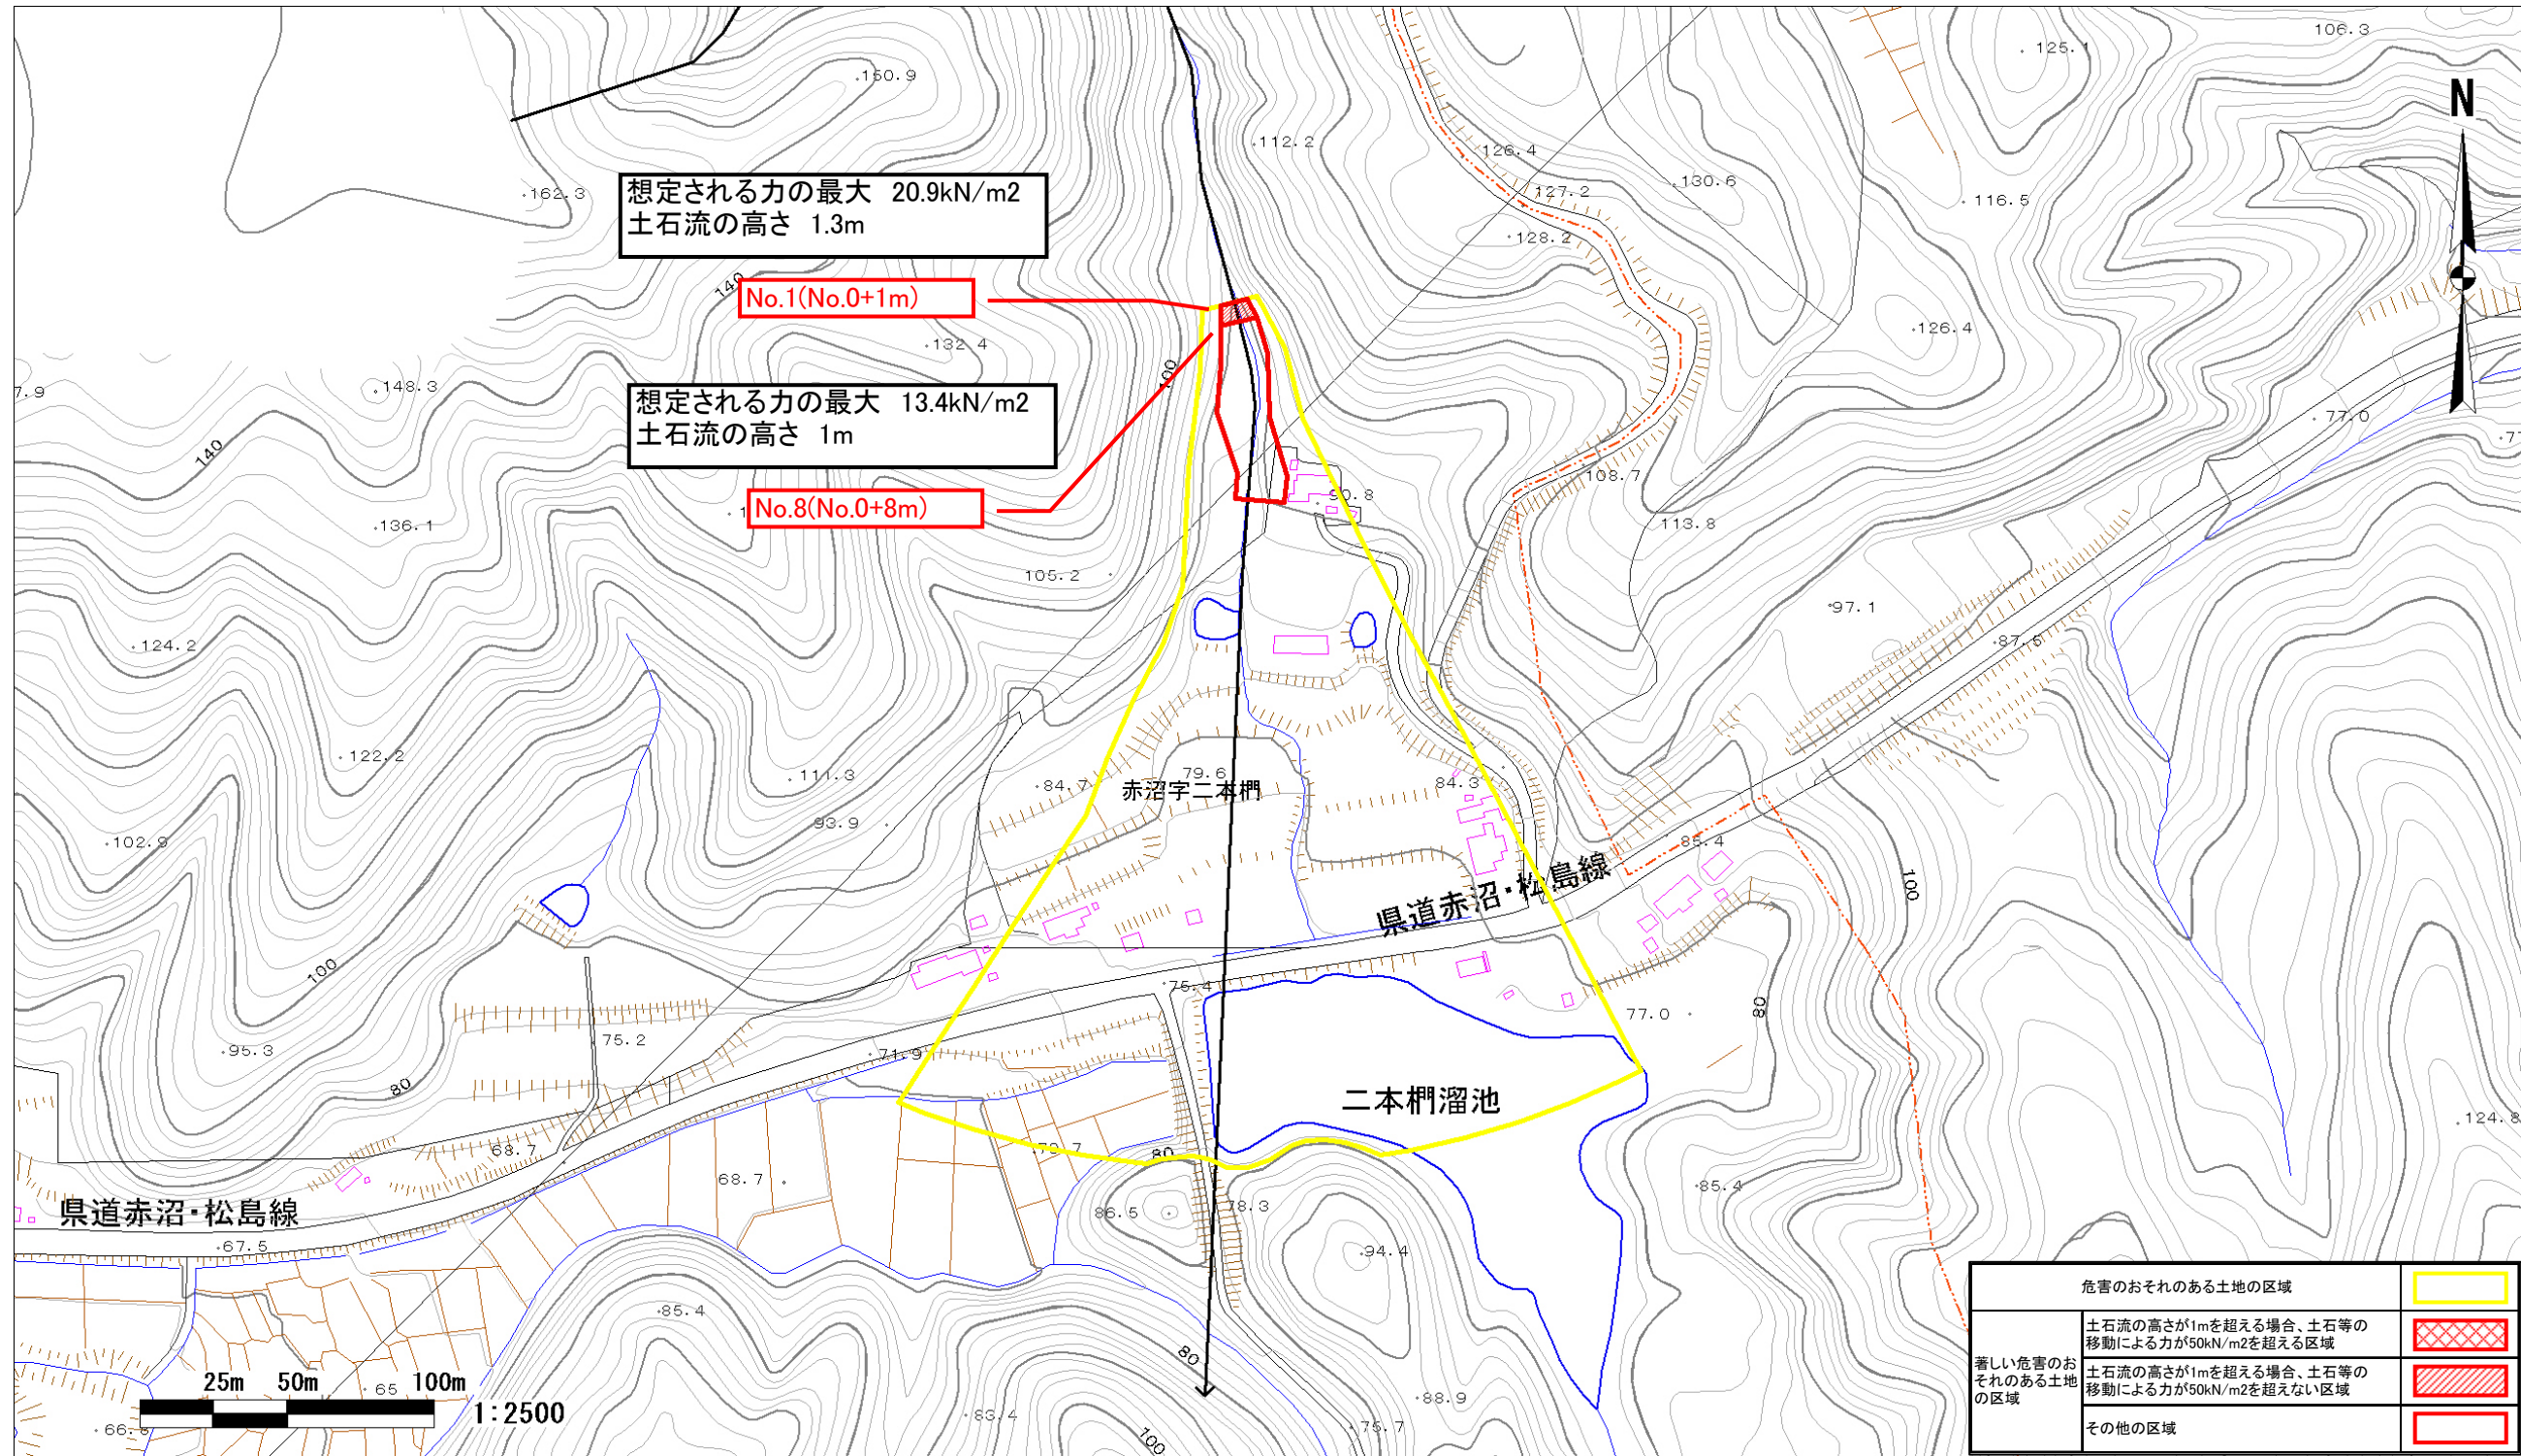 106.3
125.1
150.9
N
112.2
126.4
130.6
127.2
162.3
116.5
想定される力の最大 20.9kN/m2
土石流の高さ 1.3m
128.2
140
No.1(No.0+1m)
126.4
132.4
100
148.3
7.9
想定される力の最大 13.4kN/m2
土石流の高さ 1m
77.0
140
108.7
90.8
No.8(No.0+8m)
136.1
113.8
105.2
97.1
124.2
87.5
122.2
111.3
79.6
84.7
赤沼字二本椚
84.3
93.9
102.9
85.4
県道赤沼・松島線
100
100
75.4
80
77.0
75.2
95.3
71.9
80
二本椚溜池
124.8
68.7
80
68.7
85.4
86.5
78.3
県道赤沼・松島線
67.5
94.4
85.4
危害のおそれのある土地の区域
土石流の高さが1mを超える場合、土石等の
移動による力が50kN/m2を超える区域
著しい危害のお
それのある土地
の区域
土石流の高さが1mを超える場合、土石等の
移動による力が50kN/m2を超えない区域
その他の区域
80
25m 50m 100m
65
1:2500
88.9
83.4
75.7
100